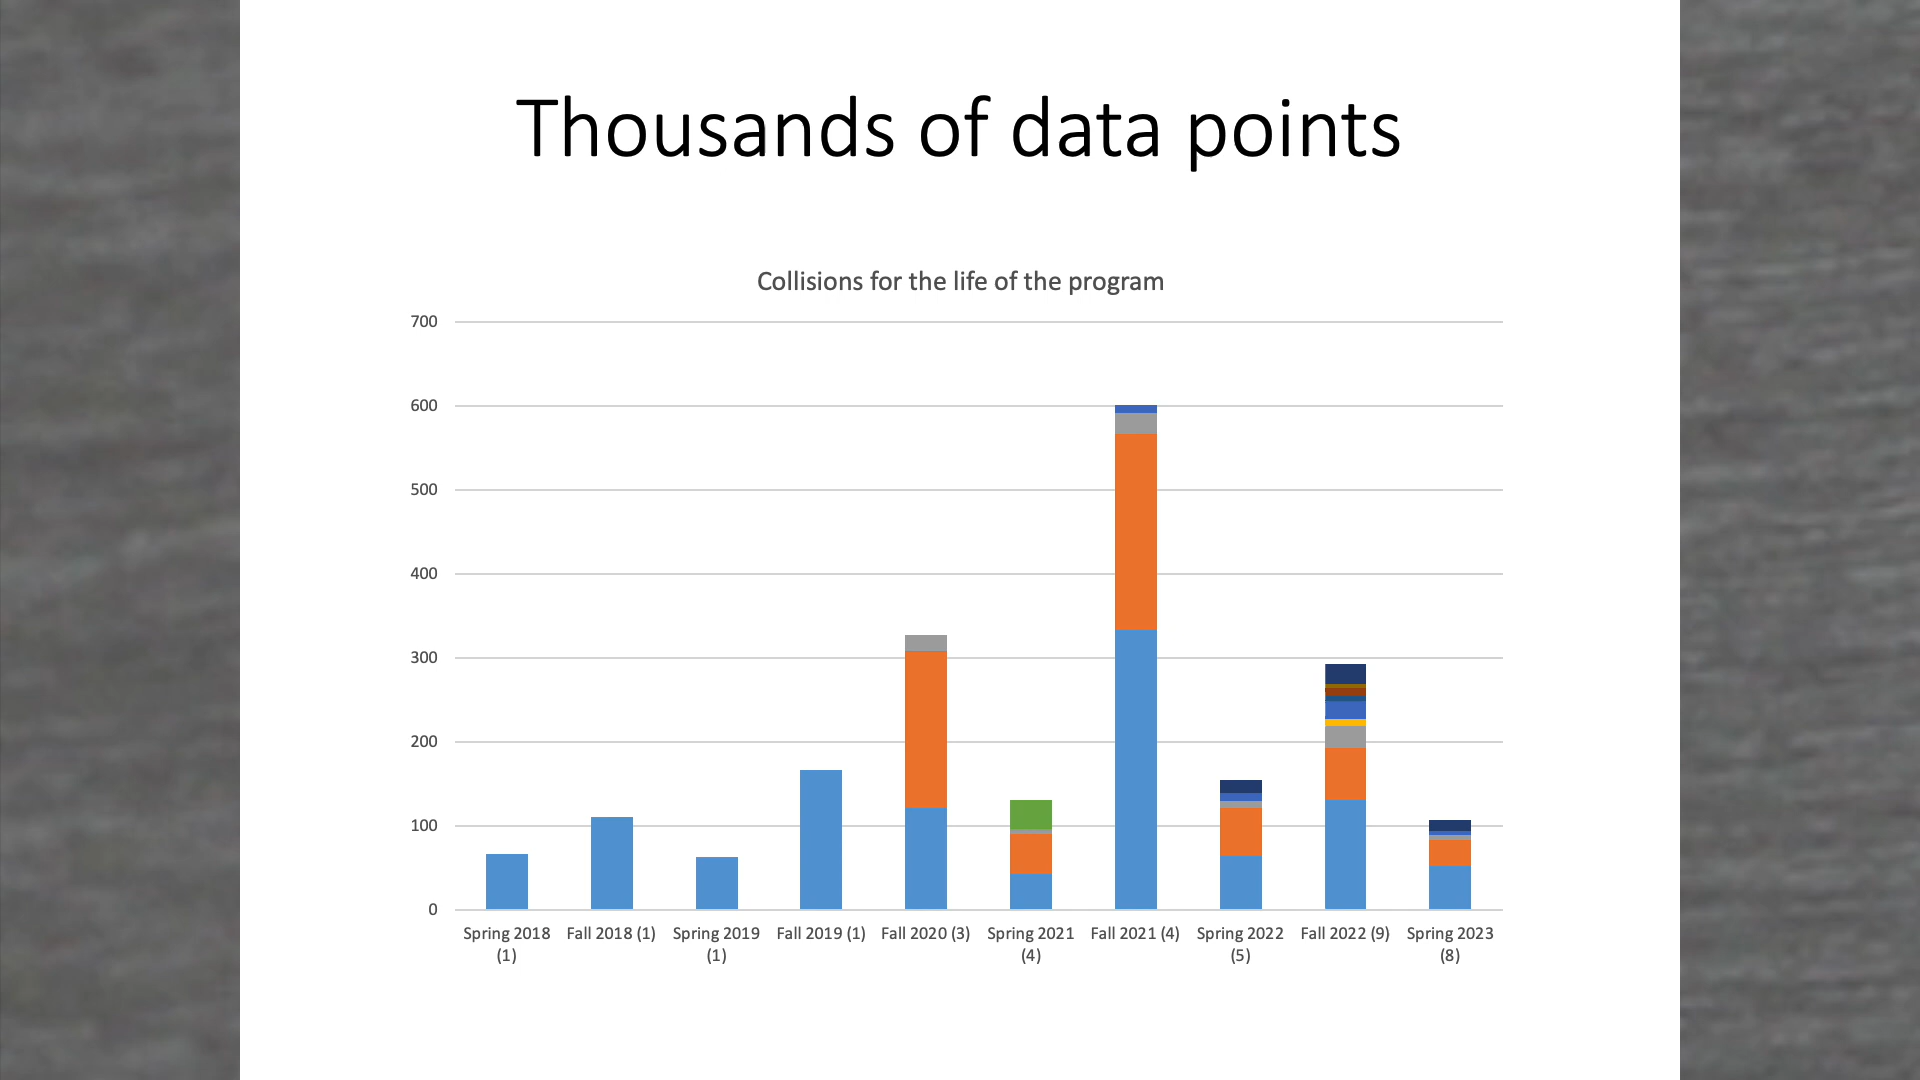 Thousands of data points
Collisions for the life of the program
700
600
500
400
300
200
100
0
Spring 2018
(1)
Fall 2018 (1)
Spring 2019
(1)
Fall 2019 (1)
Fall 2020 (3)
Spring 2021
(4)
Fall 2021 (4)
Spring 2022
(5)
Fall 2022 (9)
Spring 2023
(8)